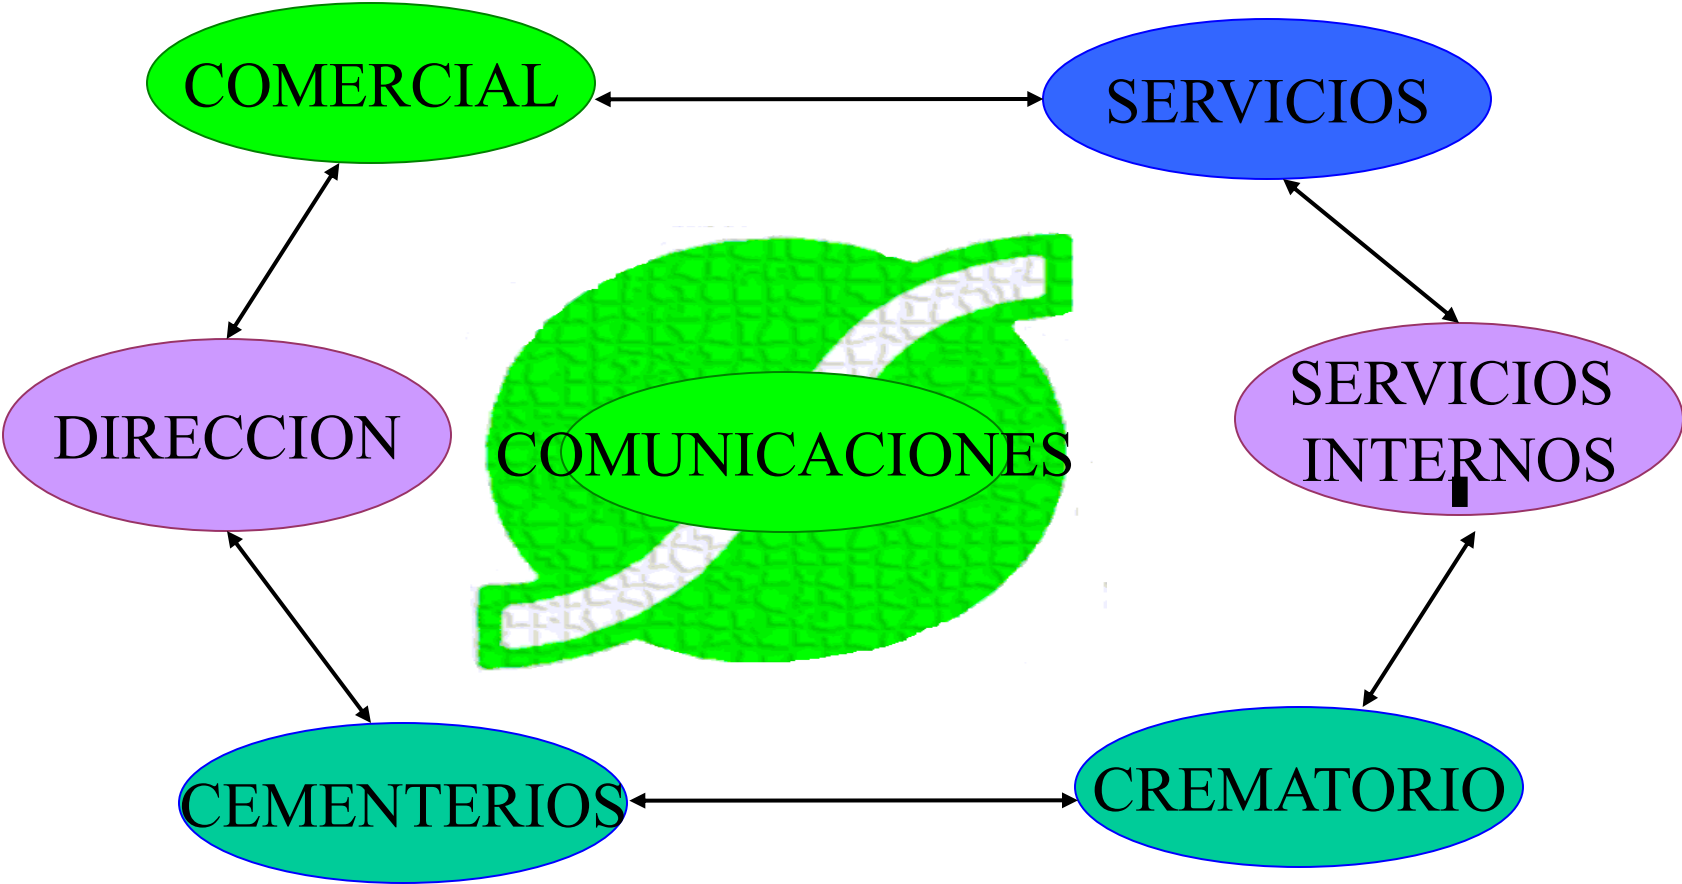 COMERCIAL
SERVICIOS
DIRECCION
COMUNICACIONES
SERVICIOS
INTERNOS
CEMENTERIOS
CREMATORIO